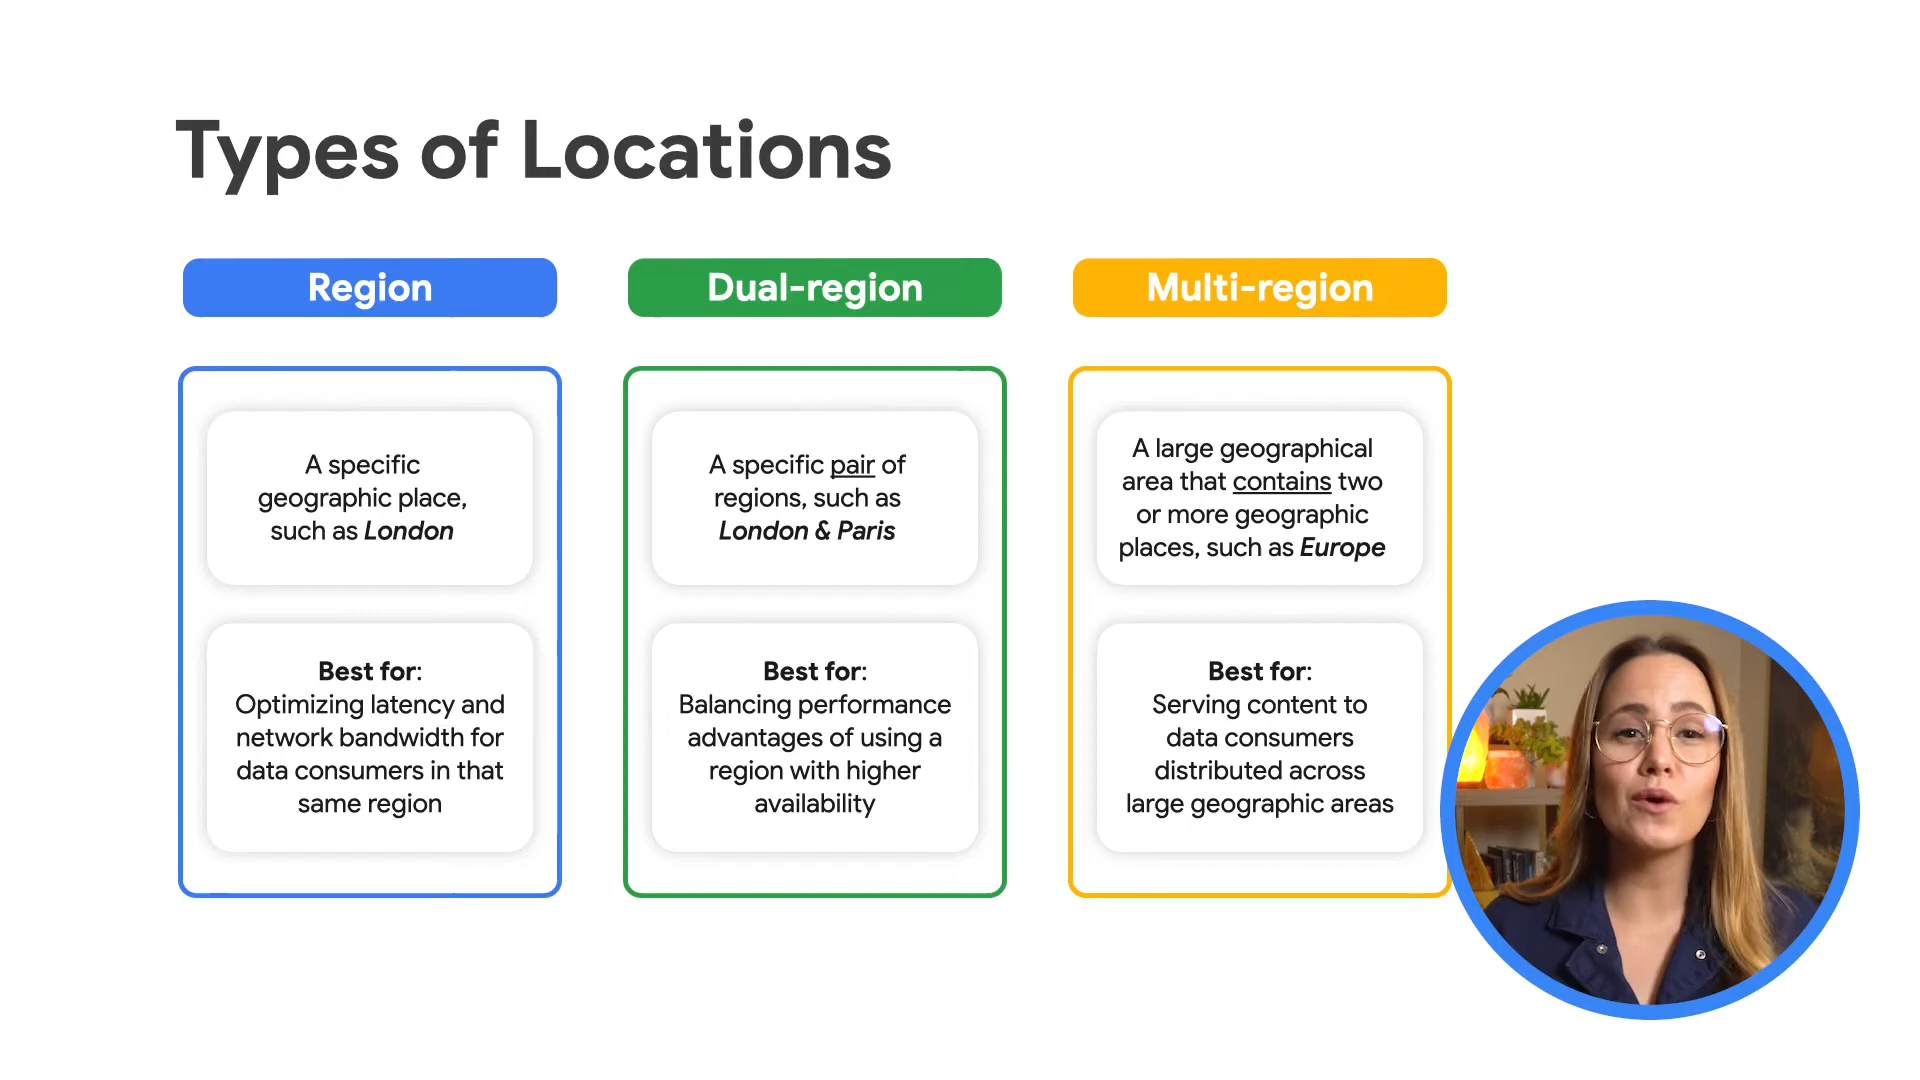 Types of Locations
Region
A specific
geographic place,
such as London
Best for:
Optimizing latency and
network bandwidth for
data consumers in that
same region
Dual-region
A specific pair of
regions, such as
London & Paris
Best for:
Balancing performance
advantages of using a
region with higher
availability
Multi-region
A large geographical
area that contains two
or more geographic
places, such as Europe
Best for:
Serving content to
data consumers
distributed across
large geographic areas